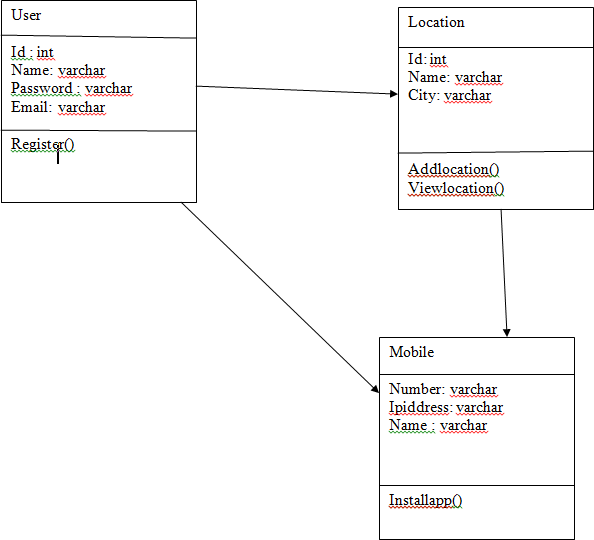 User
Id : int
Name: varchar
Password : varchar
Email: varchar
Register()
Location
Id: int
Name: varchar
City: varchar
Addlocation()
Viewlocation()
Mobile
Number: varchar
Ipiddress: varchar
Name : varchar
Installapp()